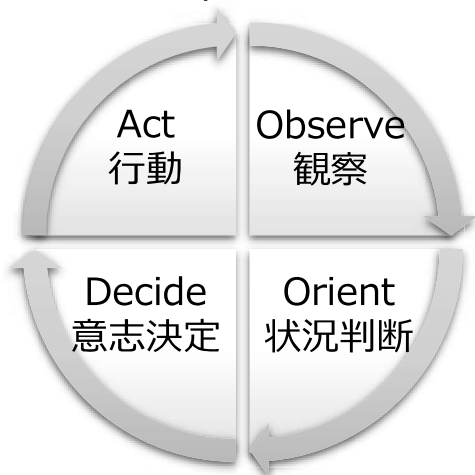 Act
行動
Observe
観察
Decide
意志決定
Orient
状況判断